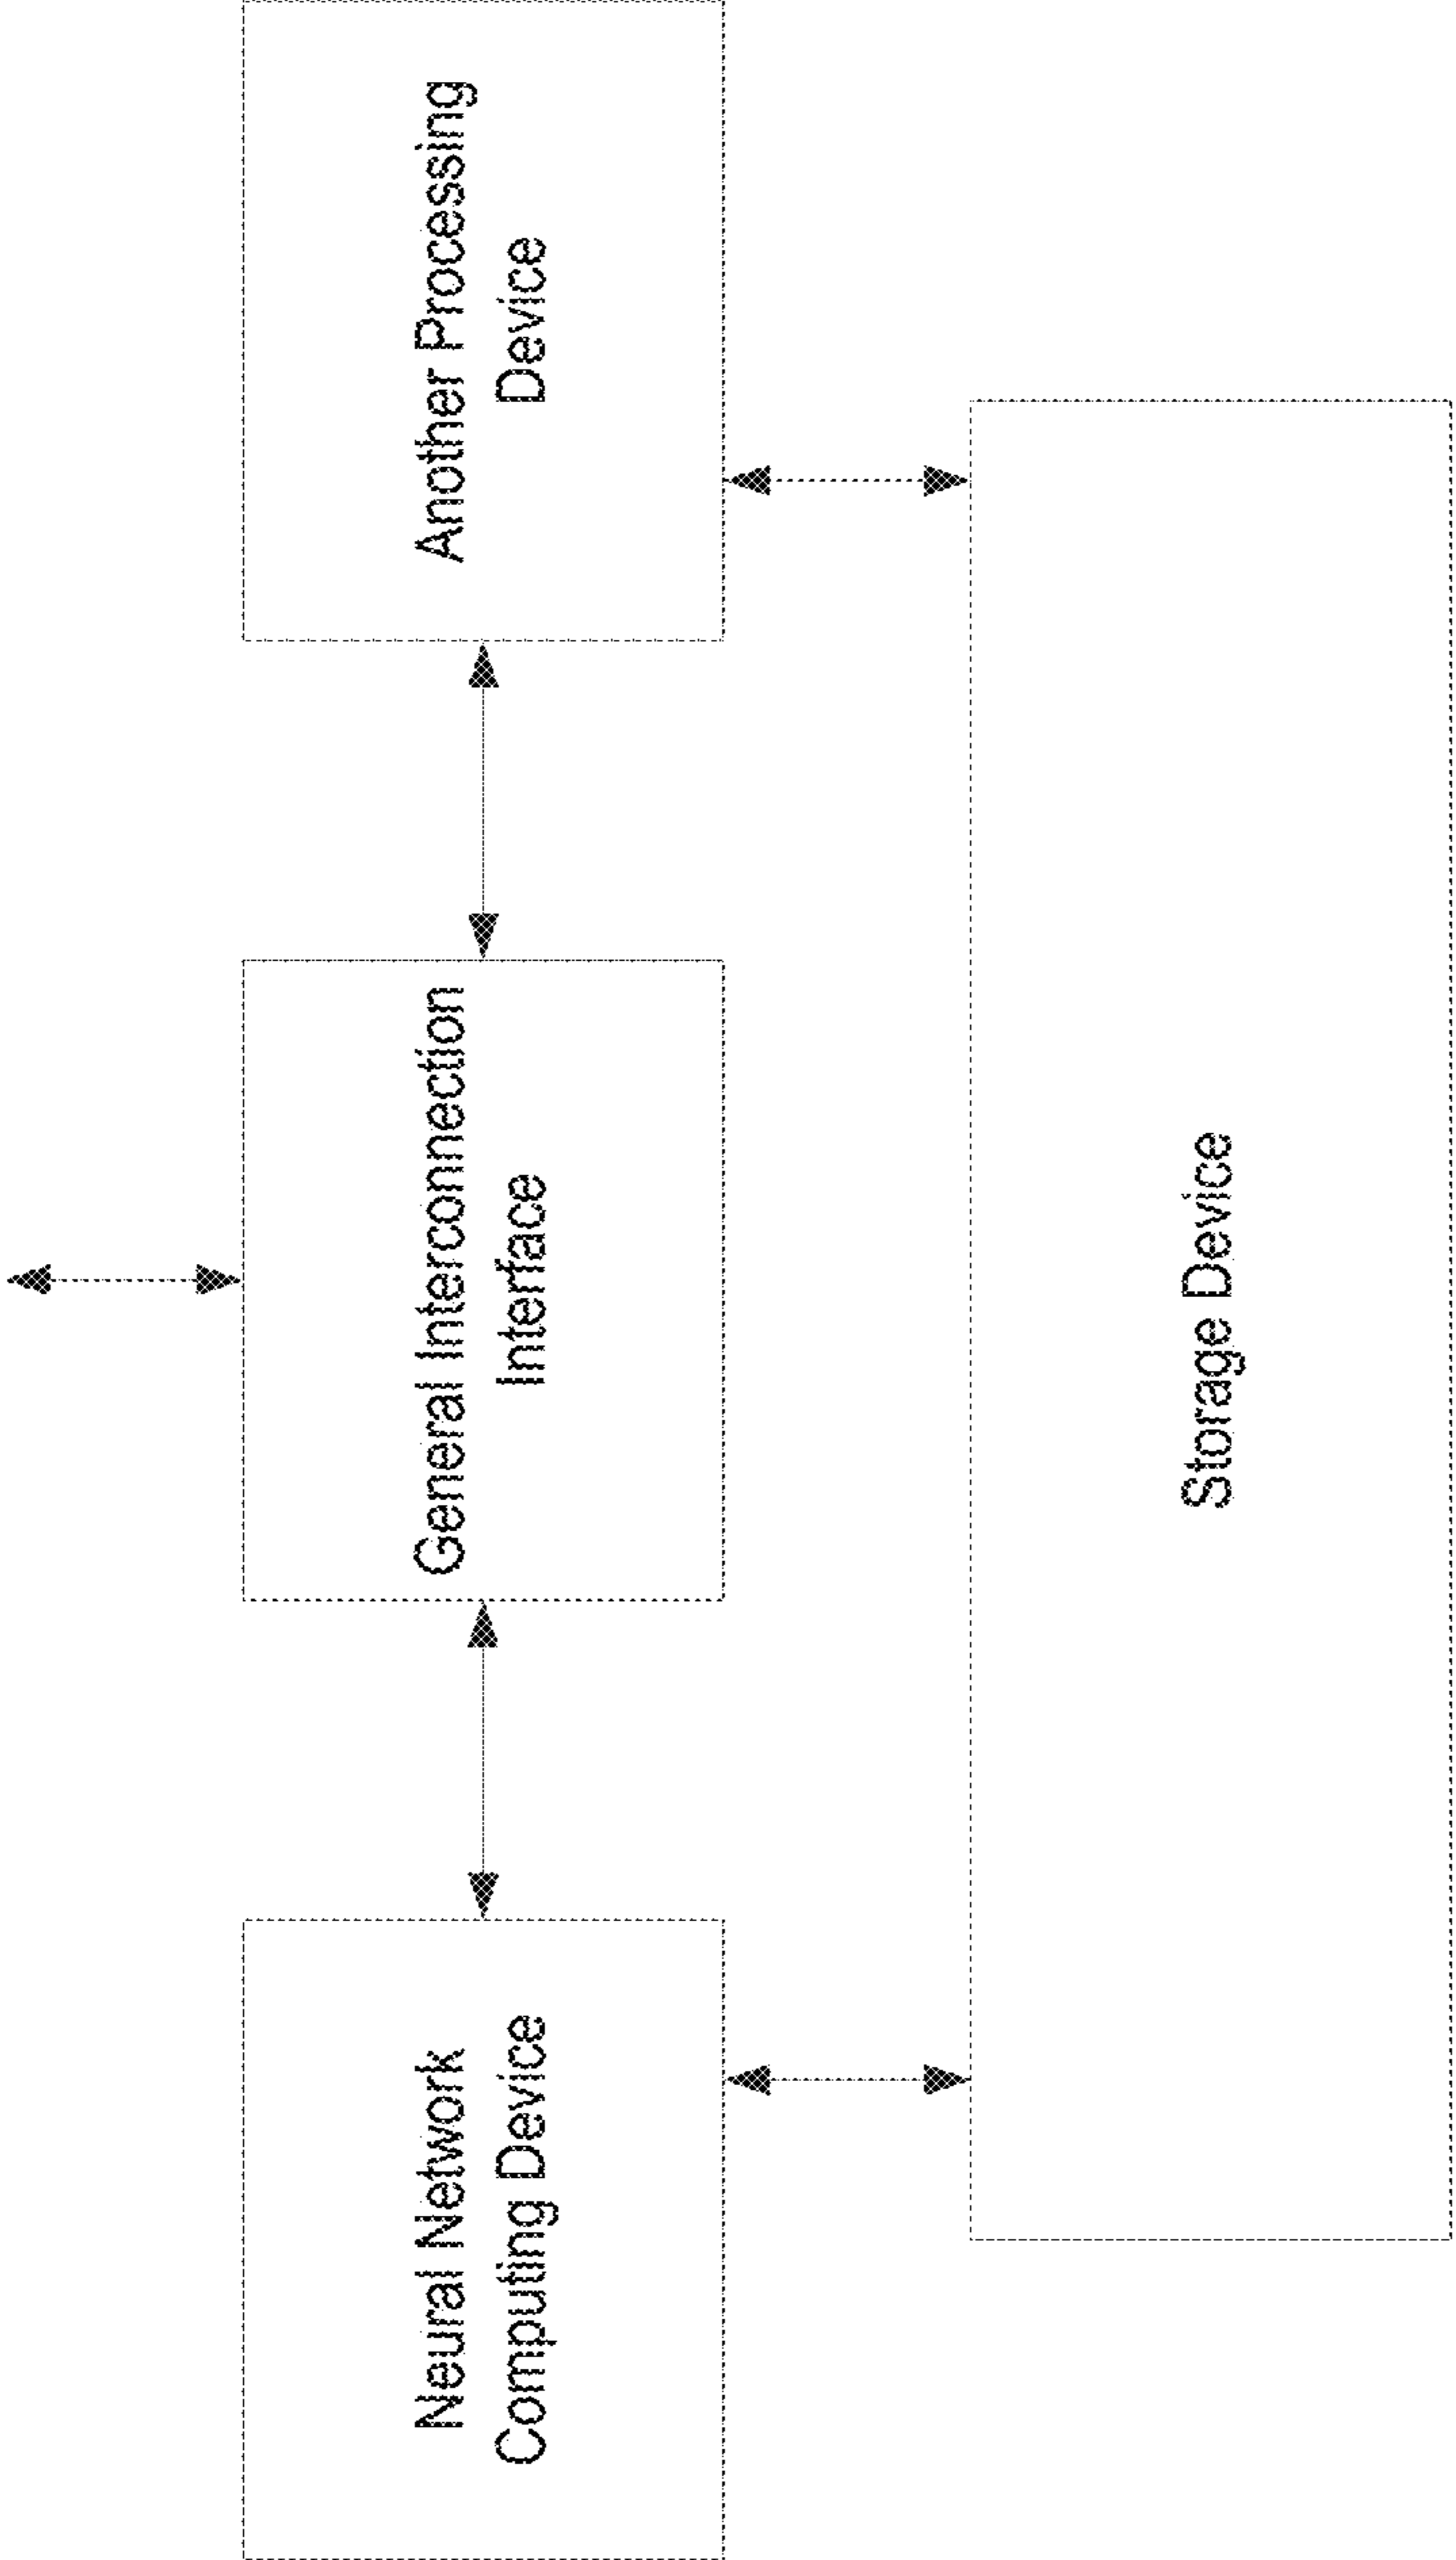 Neural Network
Computing Device
General Interconnection
Interface
Another Processing
Device
Storage Device